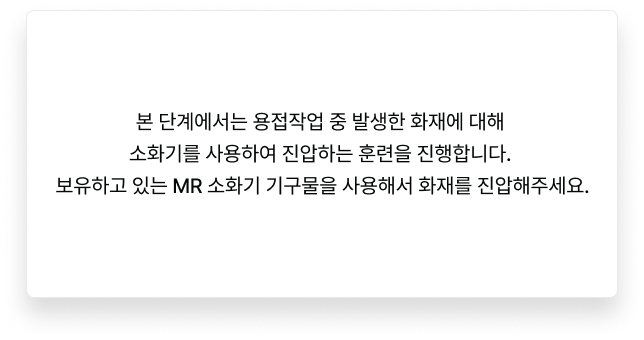 본 단계에서는 용접작업 중 발생한 화재에 대해
소화기를 사용하여 진압하는 훈련을 진행합니다.
보유하고 있는 MR 소화기 기구물을 사용해서 화재를 진압해주세요.